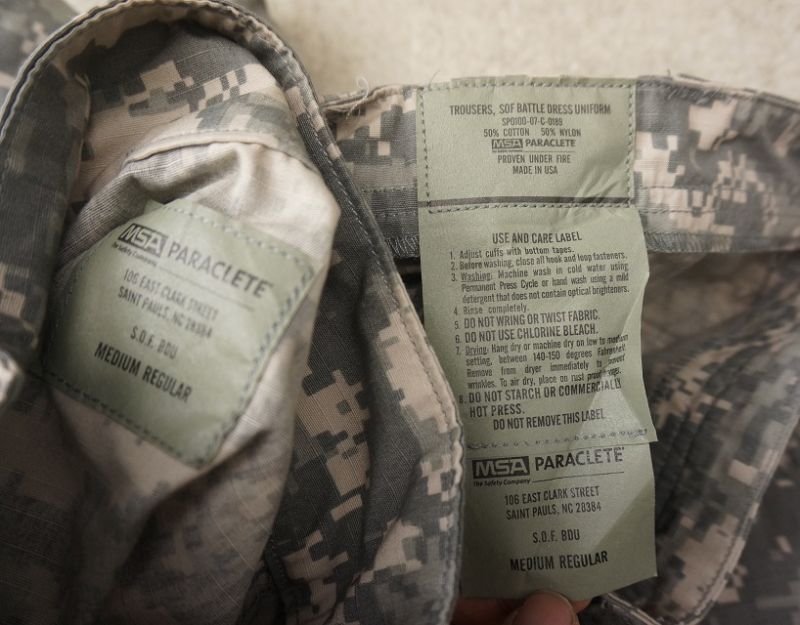 MSA PARACLETE
The Safety Company
106 EAST CLARK STREET
SAINT PAULS, NC 28384
S.O.F. BDU
MEDIUM REGULAR
TROUSERS, SOF BATTLE DRESS UNIFORM
SP0100-07-C-0189
50% COTTON 50% NYLON
MSA PARACLETE
PROVEN UNDER FIRE
MADE IN USA
USE AND CARE LABEL
1. Adjust cuffs with bottom tapes.
2. Before washing, close all hook and loop fasteners.
3. Washing: Machine wash in cold water using
Permanent Press Cycle or hand wash using a mild
detergent that does not contain optical brighteners.
4. Rinse completely.
5. DO NOT WRING OR TWIST FABRIC.
6. DO NOT USE CHLORINE BLEACH.
7. Drying: Hang dry or machine dry on low to medium
setting, between 140-150 degrees Fahrenheit.
Remove from dryer immediately to prevent
wrinkles. To air dry, place on rust proof hangers.
8. DO NOT STARCH OR COMMERCIALLY
HOT PRESS.
DO NOT REMOVE THIS LABEL
MSA PARACLETE
The Safety Company
106 EAST CLARK STREET
SAINT PAULS, NC 28384
S.O.F. BDU
MEDIUM REGULAR